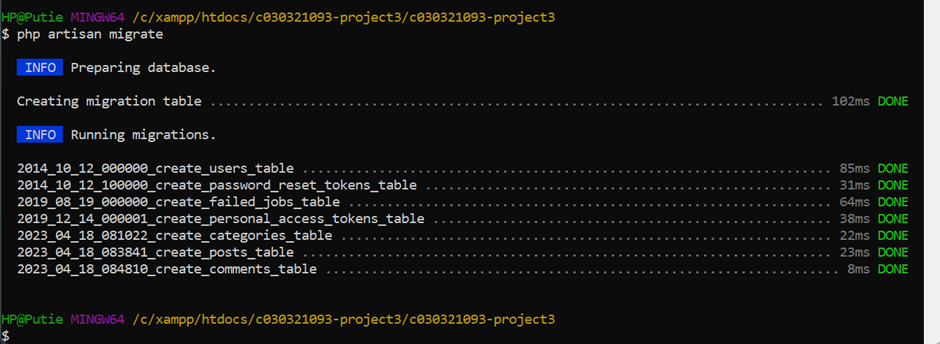 HP@Putie MINGW64 /c/xampp/htdocs/c030321093-project3/c030321093-project3
$ php artisan migrate
INFO Preparing database.
Creating migration table .......................................................................... 102ms DONE
INFO Running migrations.
2014_10_12_000000_create_users_table ............................................................... 85ms DONE
2014_10_12_100000_create_password_reset_tokens_table ............................................... 31ms DONE
2019_08_19_000000_create_failed_jobs_table ......................................................... 64ms DONE
2019_12_14_000001_create_personal_access_tokens_table .............................................. 38ms DONE
2023_04_18_081022_create_categories_table .......................................................... 22ms DONE
2023_04_18_083841_create_posts_table ............................................................... 23ms DONE
2023_04_18_084810_create_comments_table ............................................................. 8ms DONE
HP@Putie MINGW64 /c/xampp/htdocs/c030321093-project3/c030321093-project3
$